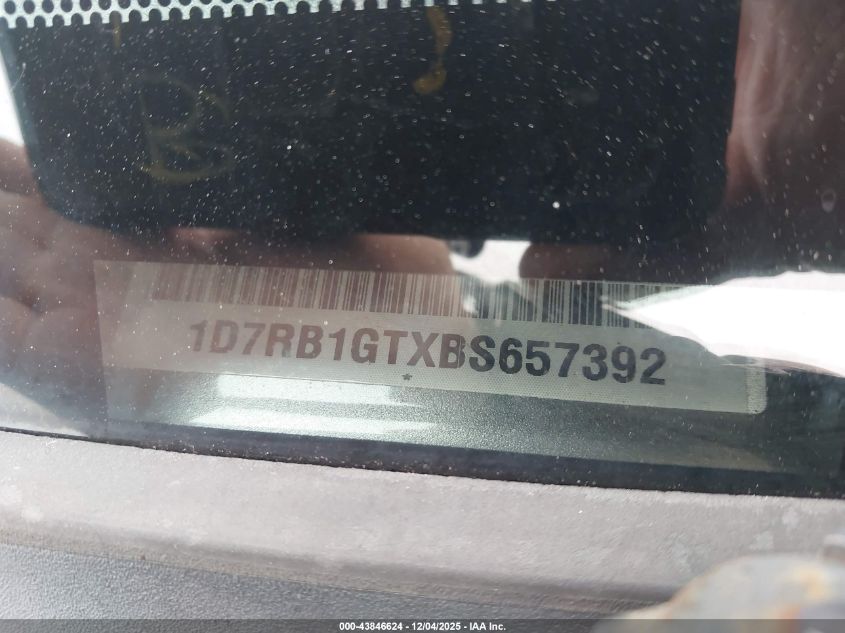 1D7RB1GTXBS657392
000-43846624 - 12/04/2025 - IAA Inc.